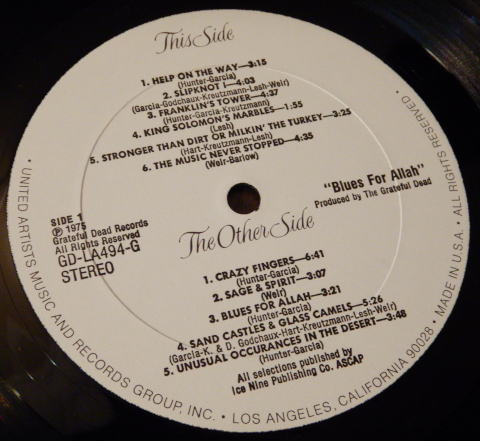 This Side
1. HELP ON THE WAY—3:15
(Hunter-Garcia)
2. SLIPKNOT !—4:03
(Garcia-Godchaux-Kreutzmann-Lesh-Weir)
3. FRANKLIN'S TOWER—4:37
(Hunter-Garcia-Kreutzmann)
4. KING SOLOMON'S MARBLES—1:55
(Lesh)
5. STRONGER THAN DIRT OR MILKIN' THE TURKEY—3:25
(Hart-Kreutzmann-Lesh)
6. THE MUSIC NEVER STOPPED—4:35
(Weir-Barlow)
"Blues For Allah"
Produced by The Grateful Dead
SIDE 1
Ⓟ 1975
Grateful Dead Records
All Rights Reserved
GD-LA494-G
STEREO
The Other Side
1. CRAZY FINGERS—6:41
(Hunter-Garcia)
2. SAGE & SPIRIT—3:07
(Weir)
3. BLUES FOR ALLAH—3:21
(Hunter-Garcia)
4. SAND CASTLES & GLASS CAMELS—5:26
(Garcia-K. & D. Godchaux-Hart-Kreutzmann-Lesh-Weir)
5. UNUSUAL OCCURANCES IN THE DESERT—3:48
(Hunter-Garcia)
All selections published by
Ice Nine Publishing Co. ASCAP
• UNITED ARTISTS MUSIC AND RECORDS GROUP, INC. • LOS ANGELES, CALIFORNIA 90028 • MADE IN U.S.A. • ALL RIGHTS RESERVED.